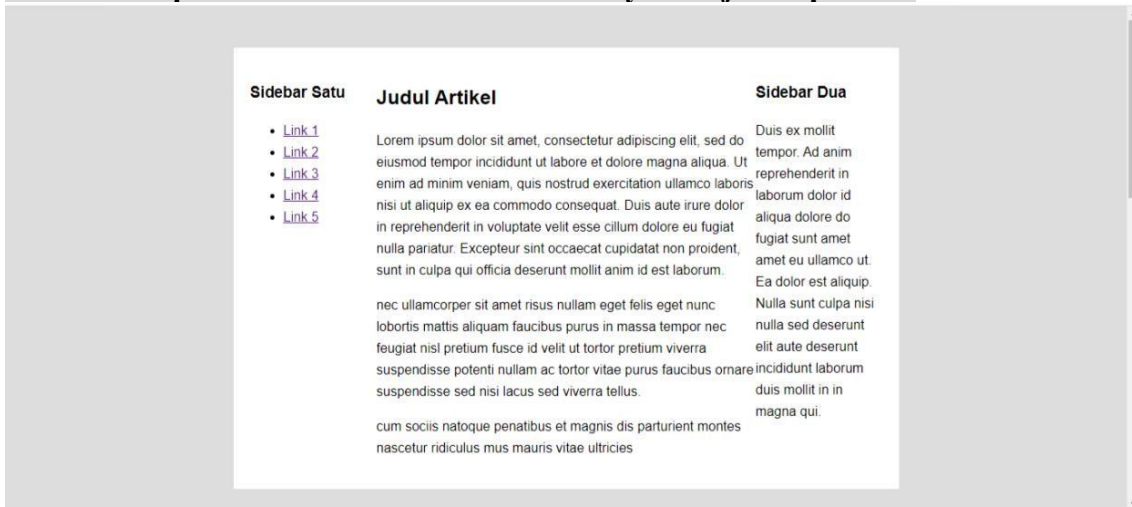 Sidebar Satu
Link 1
Link 2
Link 3
Link 4
Link 5
Judul Artikel
Lorem ipsum dolor sit amet, consectetur adipiscing elit, sed do
eiusmod tempor incididunt ut labore et dolore magna aliqua. Ut
enim ad minim veniam, quis nostrud exercitation ullamco laboris
nisi ut aliquip ex ea commodo consequat. Duis aute irure dolor
in reprehenderit in voluptate velit esse cillum dolore eu fugiat
nulla pariatur. Excepteur sint occaecat cupidatat non proident,
sunt in culpa qui officia deserunt mollit anim id est laborum.
nec ullamcorper sit amet risus nullam eget felis eget nunc
lobortis mattis aliquam faucibus purus in massa tempor nec
feugiat nisl pretium fusce id velit ut tortor pretium viverra
suspendisse potenti nullam ac tortor vitae purus faucibus ornare
suspendisse sed nisi lacus sed viverra tellus.
cum sociis natoque penatibus et magnis dis parturient montes
nascetur ridiculus mus mauris vitae ultricies
Sidebar Dua
Duis ex mollit
tempor. Ad anim
reprehenderit in
laborum dolor id
aliqua dolore do
fugiat sunt amet
amet eu ullamco ut.
Ea dolor est aliquip.
Nulla sunt culpa nisi
nulla sed deserunt
elit aute deserunt
incididunt laborum
duis mollit in in
magna qui.